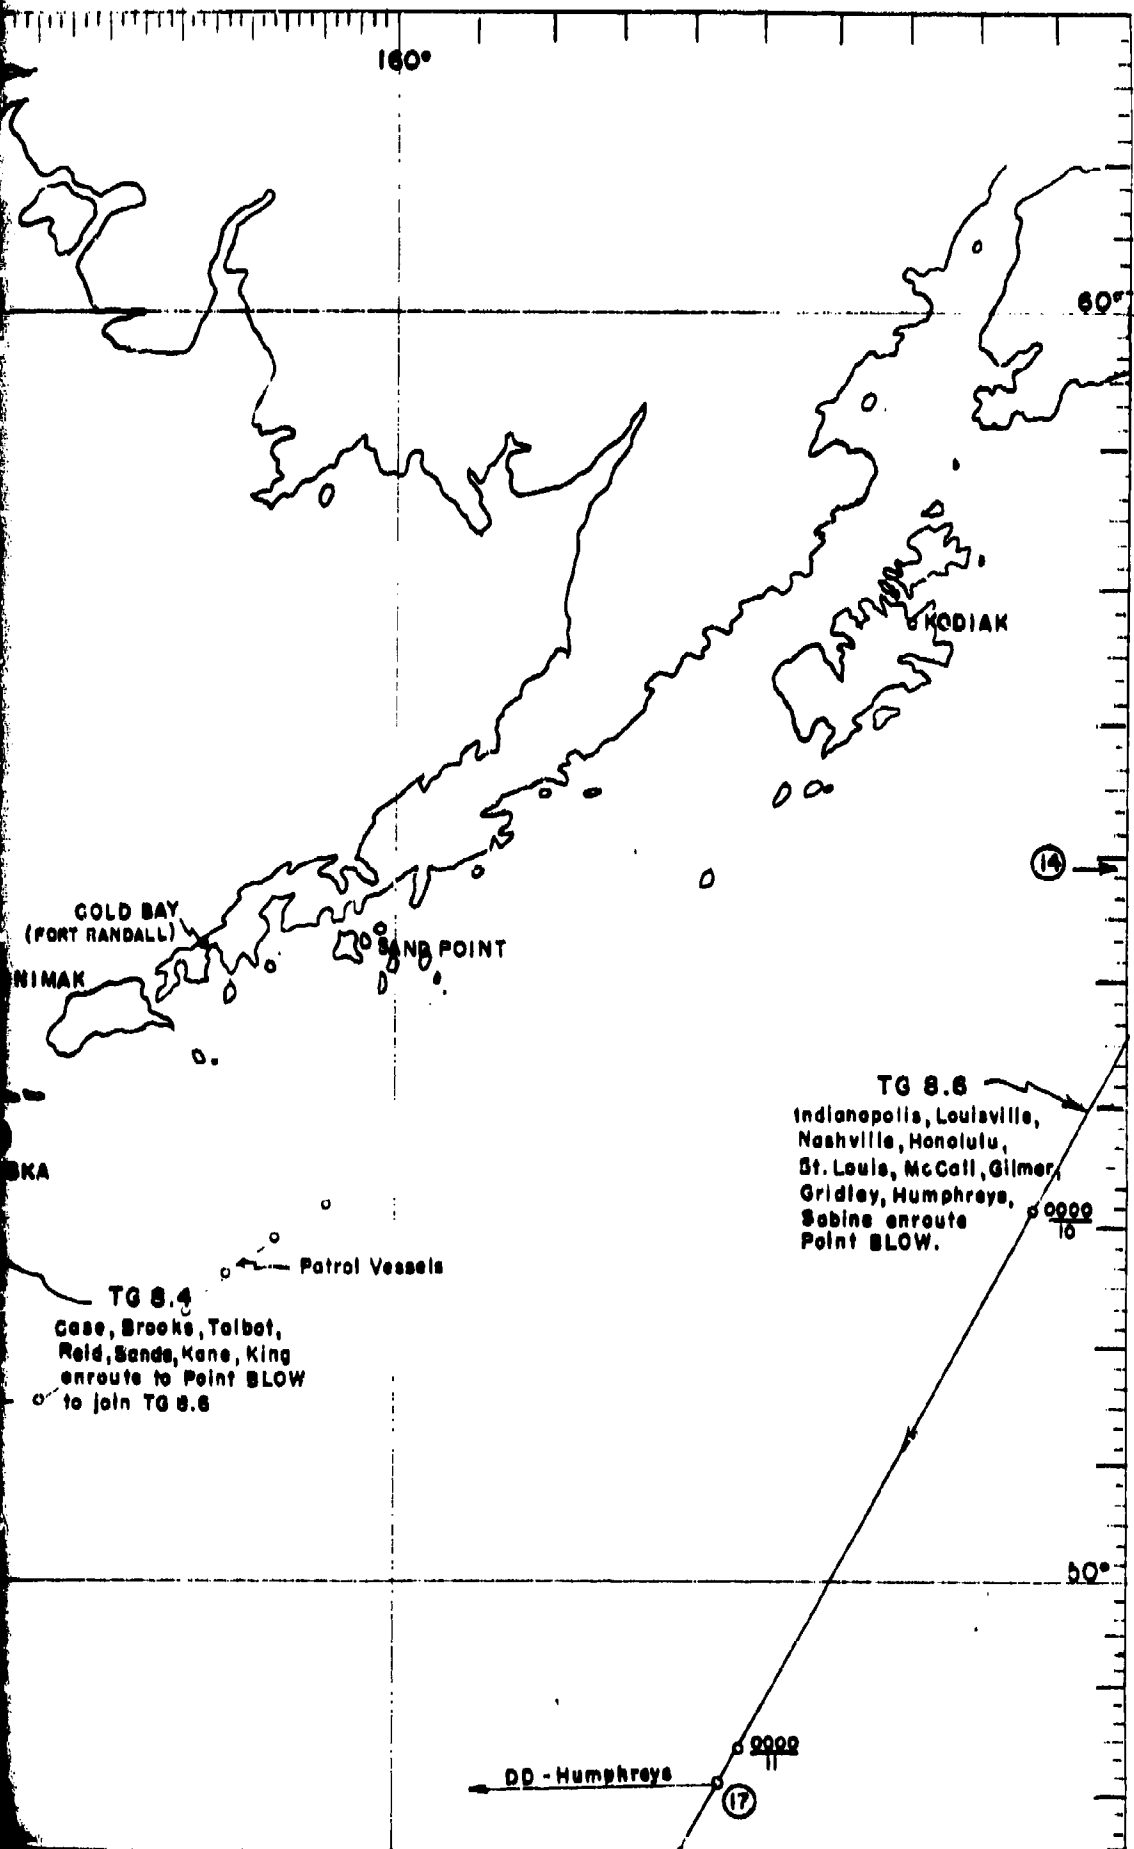 160°
60°
KODIAK
14
COLD BAY
(FORT RANDALL)
SAND POINT
NIMAK
TG 8.6
Indianapolis, Louisville,
Nashville, Honolulu,
St. Louis, McCall, Gilmer,
Gridley, Humphreys,
Sabine enroute
Point BLOW.
0000
10
SKA
Patrol Vessels
TG 8.4
Case, Brooks, Talbot,
Reid, Sands, Kane, King
enroute to Point BLOW
to join TG 8.6
50°
0000
11
DD - Humphreys
17